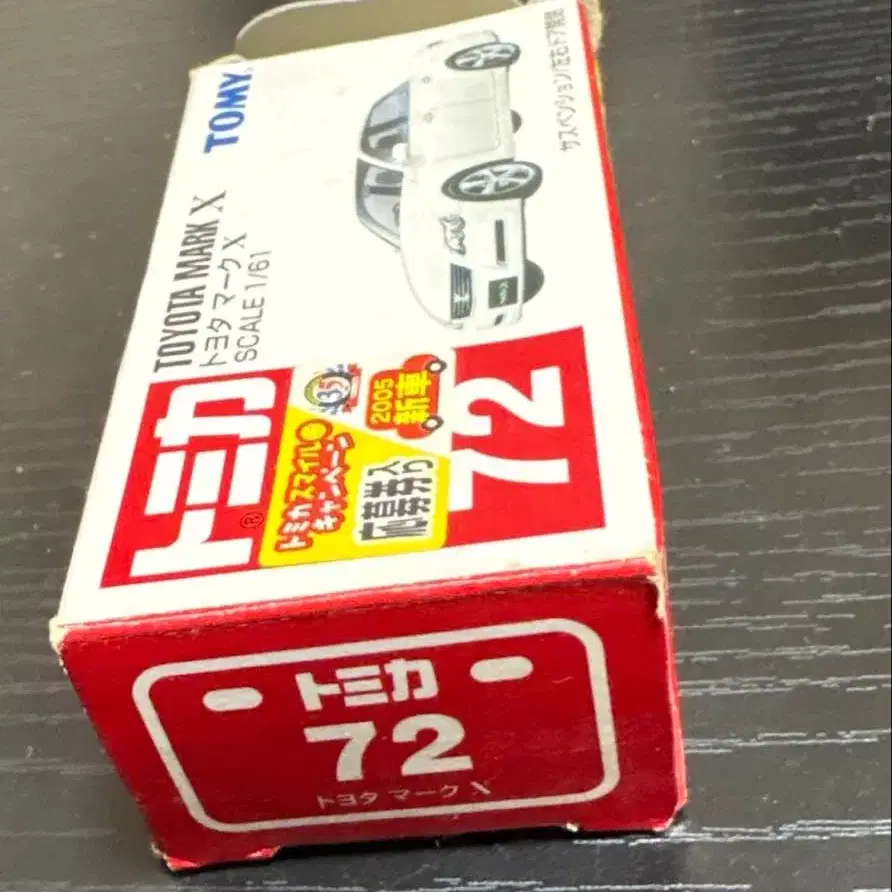 TOMY
TOYOTA MARK X
トヨタ マーク X
SCALE 1/61
サスペンション/左右ドア開閉
トミカ®
35
2005
新車
トミカスマイル
キャンペーン
応募券入り
72
トミカ
72
トヨタ マーク X